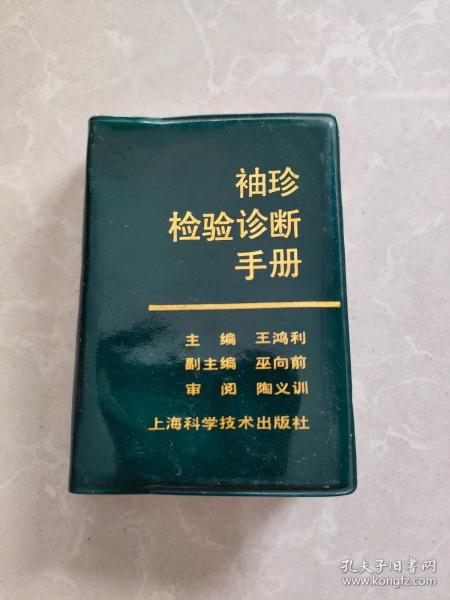 袖珍
检验诊断
手册
主 编 王鸿利
副主编 巫向前
审 阅 陶义训
上海科学技术出版社
孔夫子旧书网
www.kongfz.com